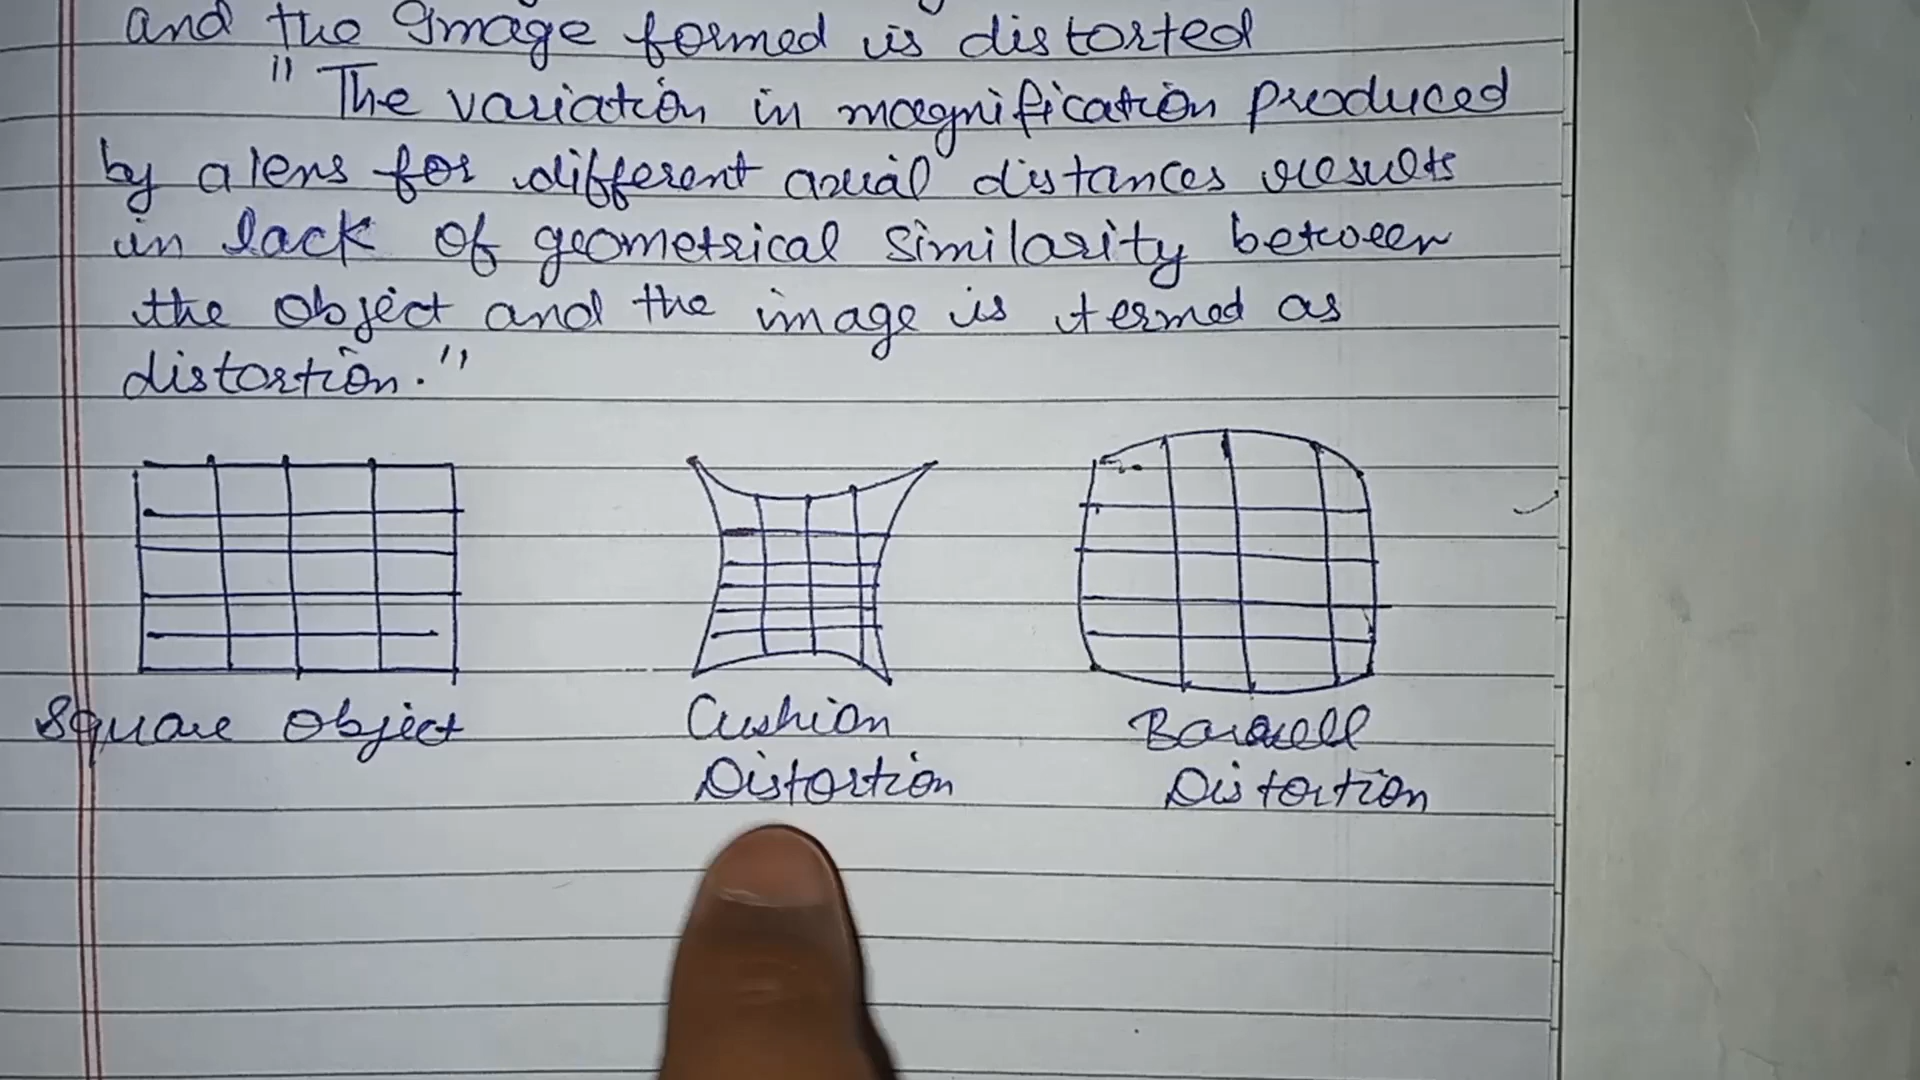 and the Image formed is distorted
"The variation in magnification produced
by a lens for different axial distances results
in lack of geometrical similarity between
the object and the image is termed as
distortion."
Square Object
Cushion
Distortion
Bararell
Distortion